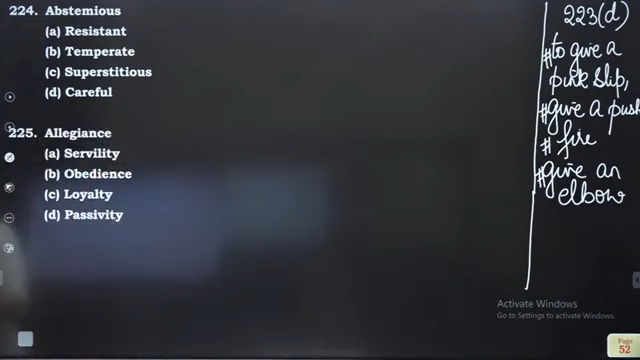 224. Abstemious
(a) Resistant
(b) Temperate
(c) Superstitious
(d) Careful
225. Allegiance
(a) Servility
(b) Obedience
(c) Loyalty
(d) Passivity
223(d)
#to give a
pink slip,
#give a push
# fire
#give an
elbow
Activate Windows
Go to Settings to activate Windows.
Page
52